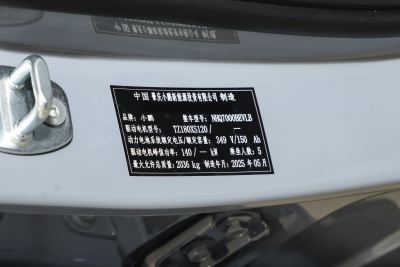 中国 肇庆小鹏新能源投资有限公司 制造
品牌：小鹏 整车型号：NHQ7000BEVLB
驱动电机型号：TZ180XS120/
动力电池系统额定电压/额定容量：349 V/150 Ah
驱动电机峰值功率：140/— kW 乘坐人数：5
最大允许总质量：2036 kg 制造年月：2025 年 05 月